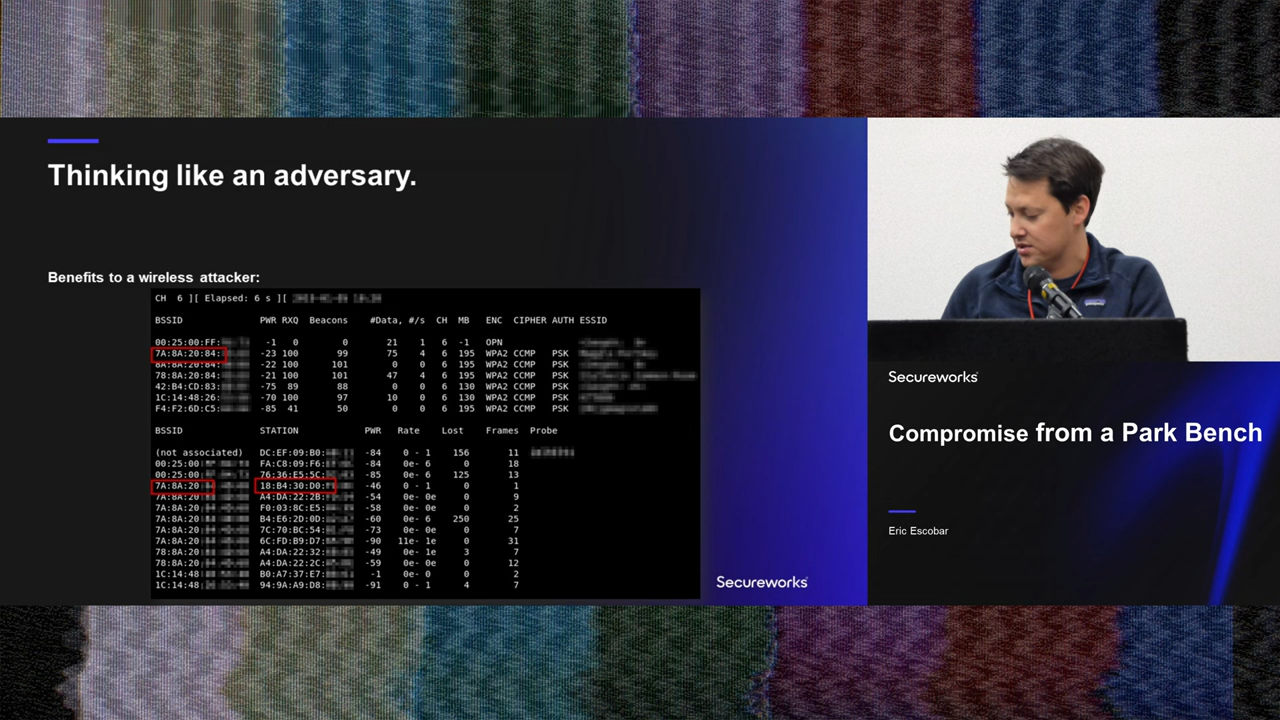 Thinking like an adversary.
Benefits to a wireless attacker:
CH 6 ][ Elapsed: 6 s ][
BSSID PWR RXQ Beacons #Data, #/s CH MB ENC CIPHER AUTH ESSID
00:25:00:FF: -1 0 0 21 1 6 -1 OPN
7A:8A:20:84: -23 100 99 75 4 6 195 WPA2 CCMP PSK
8A:8A:20:84: -22 100 101 0 0 6 195 WPA2 CCMP PSK
78:8A:20:84: -21 100 101 47 4 6 195 WPA2 CCMP PSK
42:B4:CD:83: -75 89 88 0 0 6 130 WPA2 CCMP PSK
1C:14:48:26: -70 100 97 10 0 6 130 WPA2 CCMP PSK
F4:F2:6D:C5: -85 41 50 0 0 6 195 WPA2 CCMP PSK
BSSID STATION PWR Rate Lost Frames Probe
(not associated) DC:EF:09:B0: -84 0 - 1 156 11
00:25:00: FA:C8:09:F6: -84 0e- 6 0 18
00:25:00: 76:36:E5:5C: -85 0e- 6 125 13
7A:8A:20 18:B4:30:D0: -46 0 - 1 0 1
7A:8A:20 A4:DA:22:2B: -54 0e- 0e 0 9
7A:8A:20 F0:03:8C:E5: -58 0e- 0e 0 2
7A:8A:20 B4:E6:2D:0D: -60 0e- 6 250 25
7A:8A:20 7C:70:BC:54: -73 0e- 0e 0 7
7A:8A:20 6C:FD:B9:D7: -90 11e- 1e 0 31
78:8A:20 A4:DA:22:32: -49 0e- 1e 3 7
78:8A:20 A4:DA:22:2C: -59 0e- 0e 0 12
1C:14:48 B0:A7:37:E7: -1 0e- 0 0 2
1C:14:48 94:9A:A9:D8: -91 0 - 1 4 7
Secureworks
Secureworks
Compromise from a Park Bench
Eric Escobar